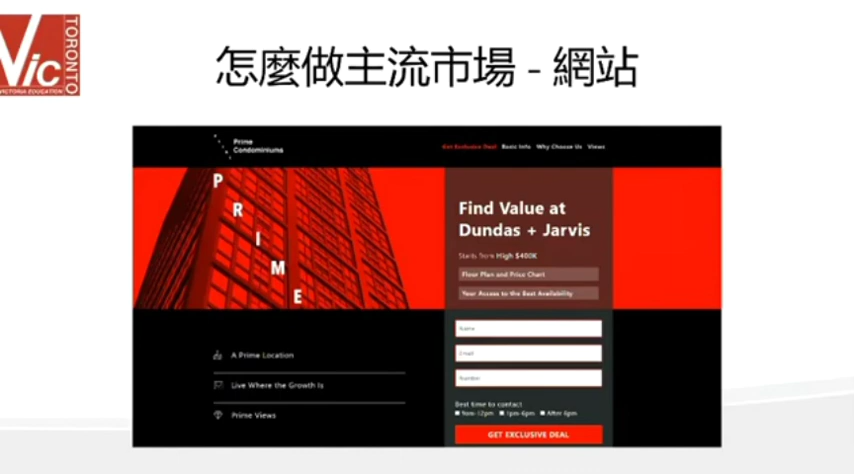 Vic
TORONTO
VICTORIA EDUCATION
怎麼做主流市場 - 網站
Prime
Condominiums
Get Exclusive Deal Basic Info Why Choose Us Views
PRIME
Find Value at
Dundas + Jarvis
Starts from High $400K
Floor Plan and Price Chart
Your Access to the Best Availability
A Prime Location
Live Where the Growth Is
Prime Views
Name
Email
Number
Best time to contact
9am-12pm 1pm-6pm After 6pm
GET EXCLUSIVE DEAL